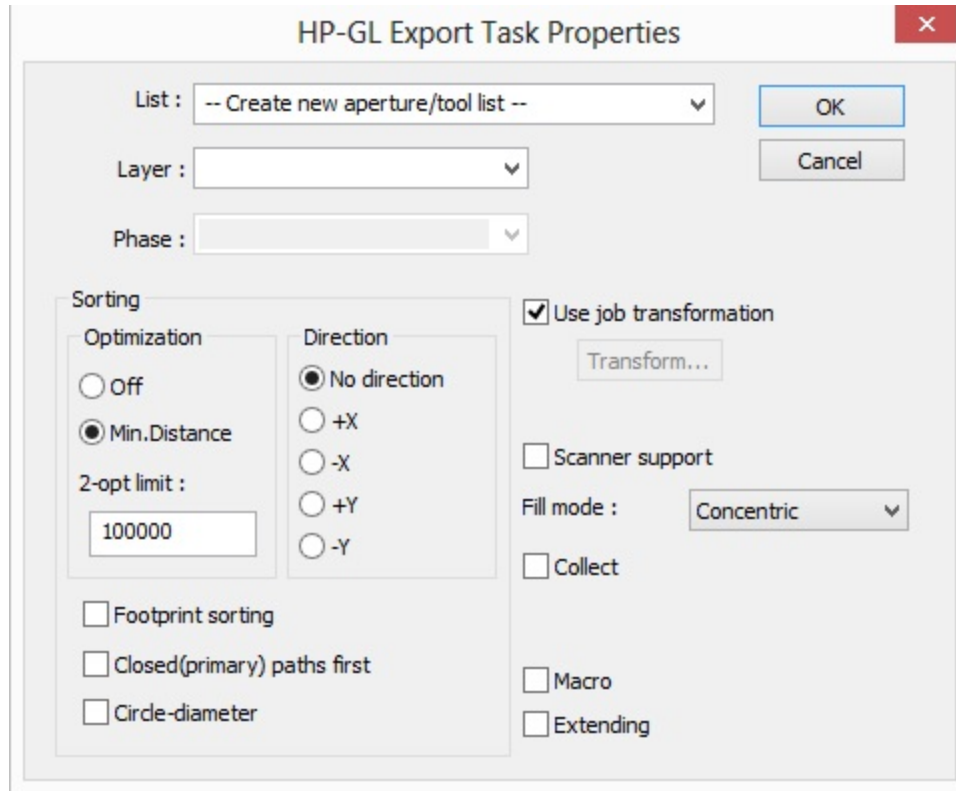 HP-GL Export Task Properties
List : -- Create new aperture/tool list -- OK
Layer : Cancel
Phase :
Sorting
Optimization
Off
Min.Distance
2-opt limit :
100000
Direction
No direction
+X
-X
+Y
-Y
Footprint sorting
Closed(primary) paths first
Circle-diameter
Use job transformation
Transform...
Scanner support
Fill mode : Concentric
Collect
Macro
Extending